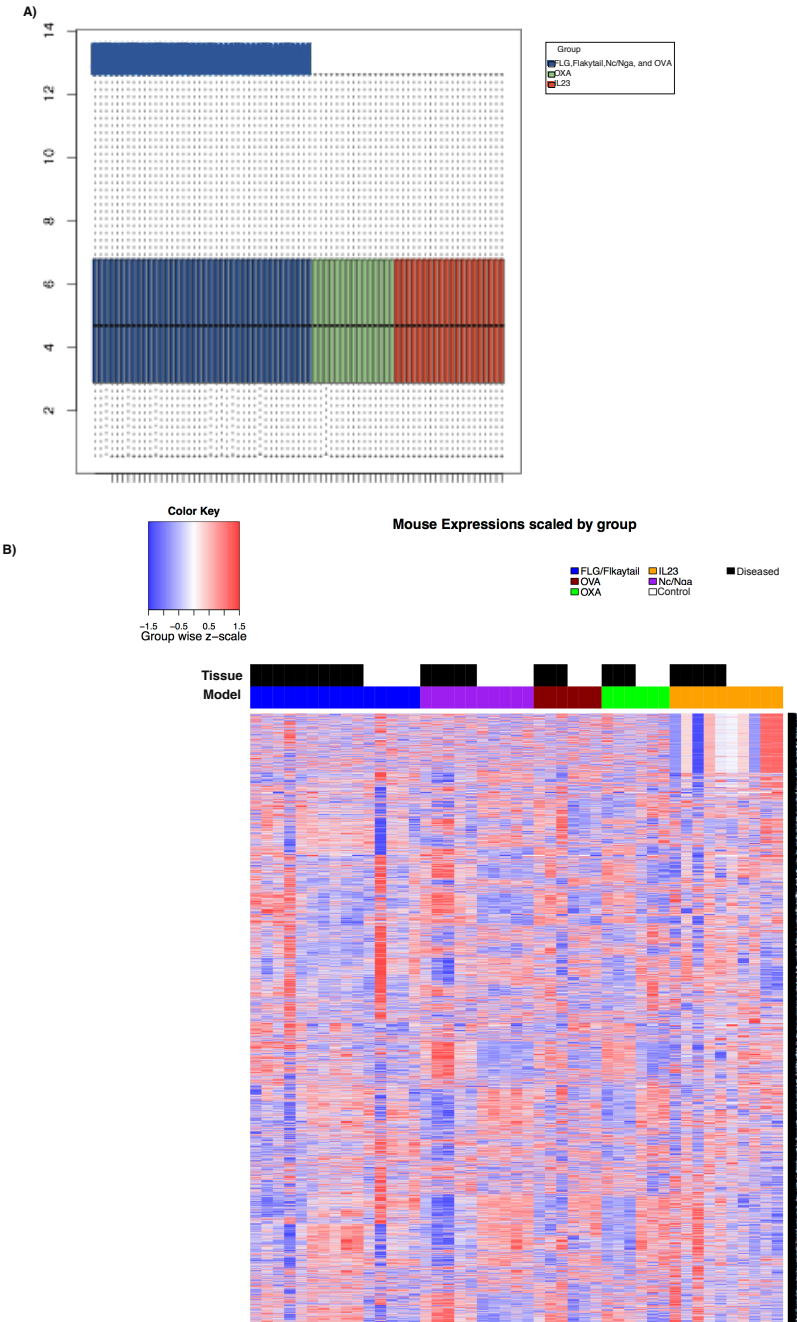 A)
14
12
10
8
6
4
2
Group
FLG,Flakytail,Nc/Nga, and OVA
OXA
IL23
B)
Color Key
−1.5 −0.5 0.5 1.5
Group wise z−scale
Mouse Expressions scaled by group
FLG/Flkaytail IL23 Diseased
OVA Nc/Nga
OXA Control
Tissue
Model